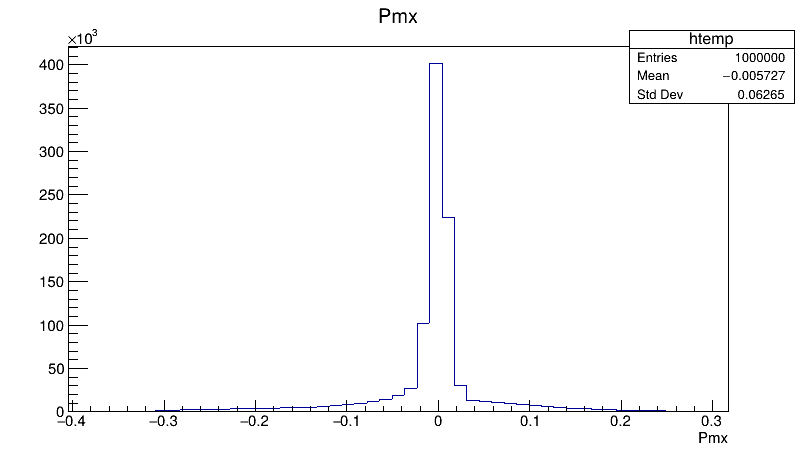 Pmx
×10³
htemp
Entries 1000000
Mean −0.005727
Std Dev 0.06265
400
350
300
250
200
150
100
50
0
−0.4 −0.3 −0.2 −0.1 0 0.1 0.2 0.3
Pmx